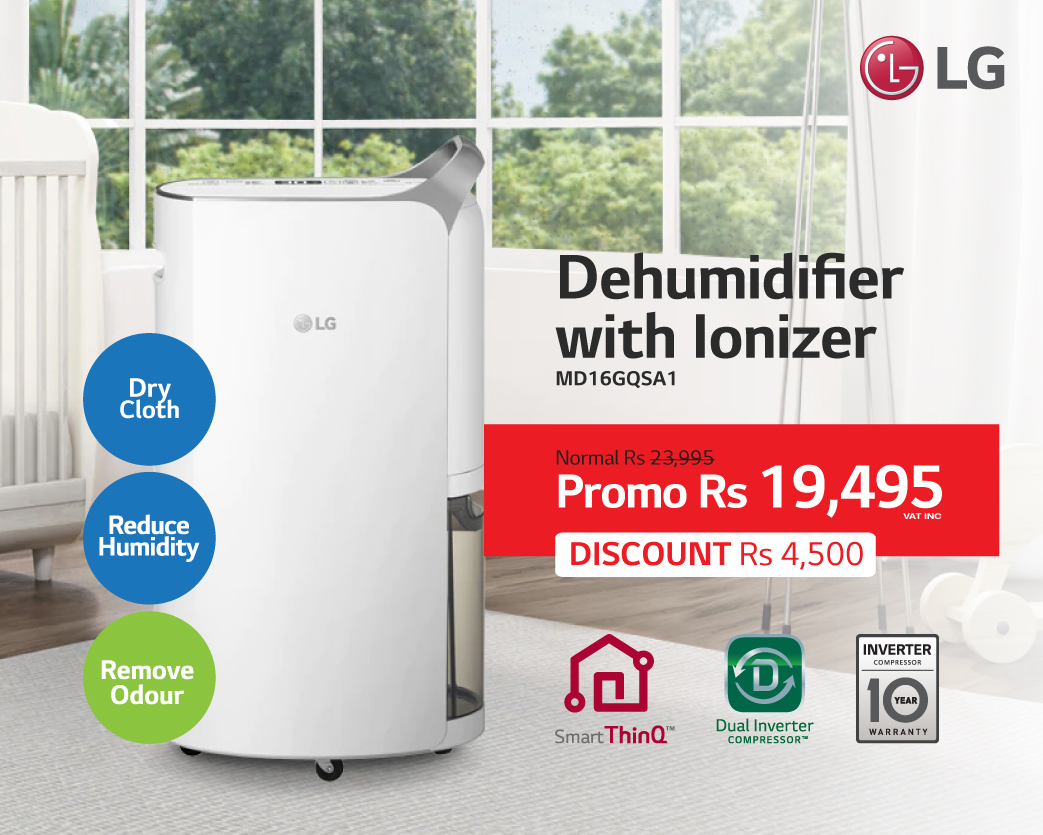 LG
Dehumidifier
with Ionizer
MD16GQSA1
LG
Dry
Cloth
Reduce
Humidity
Remove
Odour
Normal Rs 23,995
Promo Rs 19,495
VAT INC
DISCOUNT Rs 4,500
SmartThinQ™
Dual Inverter
COMPRESSOR™
INVERTER
COMPRESSOR
10 YEAR
WARRANTY